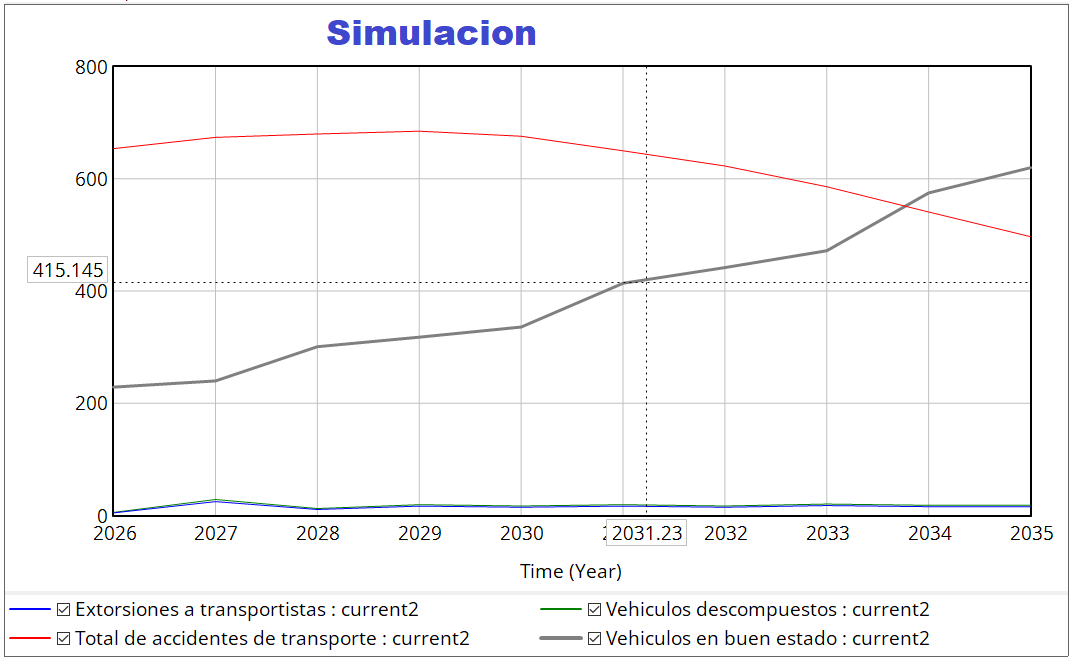 Simulacion
800
600
415.145
400
200
0
2026 2027 2028 2029 2030 2031.23 2032 2033 2034 2035
Time (Year)
Extorsiones a transportistas : current2 Vehiculos descompuestos : current2
Total de accidentes de transporte : current2 Vehiculos en buen estado : current2